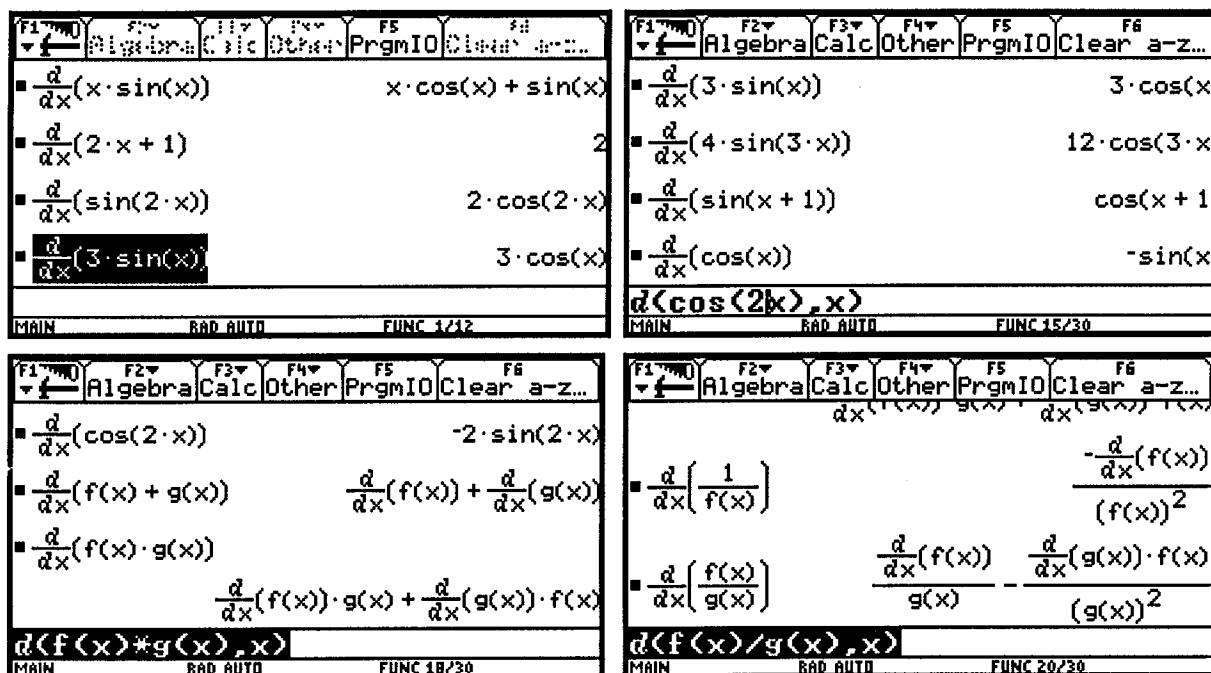 F1 F5 PrgmIO
d/dx(x·sin(x)) x·cos(x) + sin(x)
d/dx(2·x + 1) 2
d/dx(sin(2·x)) 2·cos(2·x)
d/dx(3·sin(x)) 3·cos(x)
MAIN RAD AUTO FUNC 1/12
F1 F2 Algebra F3 Calc F4 Other F5 PrgmIO F6 Clear a-z…
d/dx(3·sin(x)) 3·cos(x
d/dx(4·sin(3·x)) 12·cos(3·x
d/dx(sin(x + 1)) cos(x + 1
d/dx(cos(x)) -sin(x
d(cos(2x),x)
MAIN RAD AUTO FUNC 15/30
F1 F2 Algebra F3 Calc F4 Other F5 PrgmIO F6 Clear a-z…
d/dx(cos(2·x)) -2·sin(2·x)
d/dx(f(x) + g(x)) d/dx(f(x)) + d/dx(g(x))
d/dx(f(x)·g(x))
d/dx(f(x))·g(x) + d/dx(g(x))·f(x)
d(f(x)*g(x),x)
MAIN RAD AUTO FUNC 18/30
F1 F2 Algebra F3 Calc F4 Other F5 PrgmIO F6 Clear a-z…
d/dx(1/f(x)) -d/dx(f(x))/(f(x))²
d/dx(f(x)/g(x)) d/dx(f(x))/g(x) - d/dx(g(x))·f(x)/(g(x))²
d(f(x)/g(x),x)
MAIN RAD AUTO FUNC 20/30